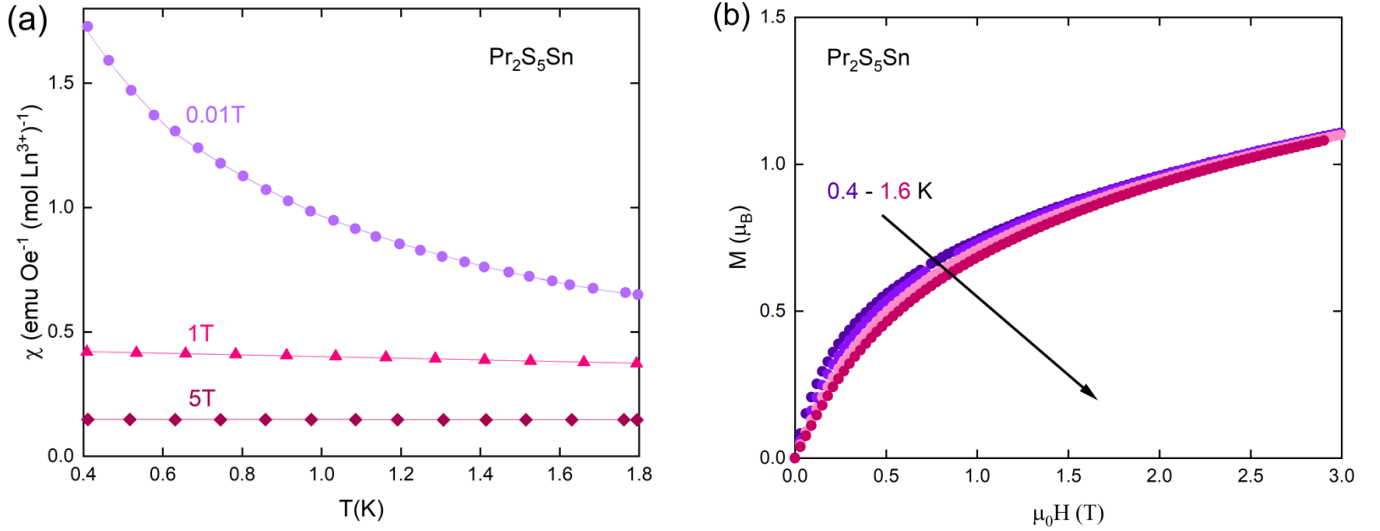 (a)
Pr₂S₅Sn
0.01T
1T
5T
χ (emu Oe⁻¹ (mol Ln³⁺)⁻¹)
1.5
1.0
0.5
0.0
0.4 0.6 0.8 1.0 1.2 1.4 1.6 1.8
T(K)
(b)
Pr₂S₅Sn
0.4 - 1.6 K
M (μB)
1.5
1.0
0.5
0.0
0.0 0.5 1.0 1.5 2.0 2.5 3.0
μ₀H (T)